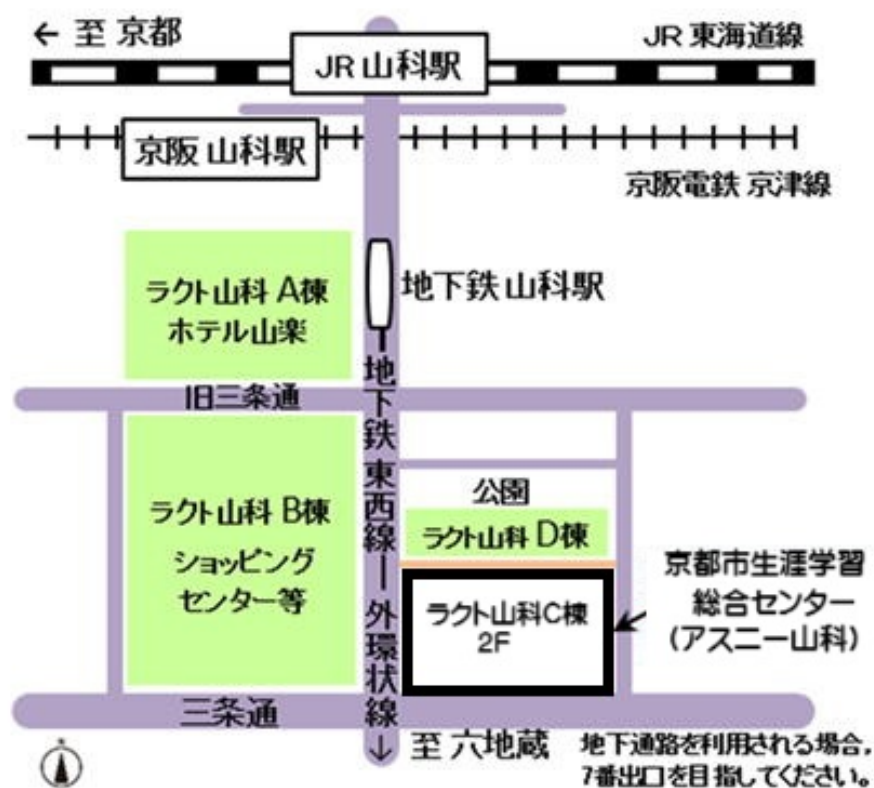 ← 至 京都
JR 東海道線
JR 山科駅
京阪 山科駅
京阪電鉄 京津線
ラクト山科 A棟
ホテル山楽
地下鉄 山科駅
旧三条通
地下鉄 東西線 ー 外環状線
公園
ラクト山科 B棟
ショッピング
センター等
ラクト山科 D棟
ラクト山科C棟
2F
京都市生涯学習
総合センター
(アスニー山科)
三条通
↓ 至 六地蔵
地下通路を利用される場合,
7番出口を目指してください。